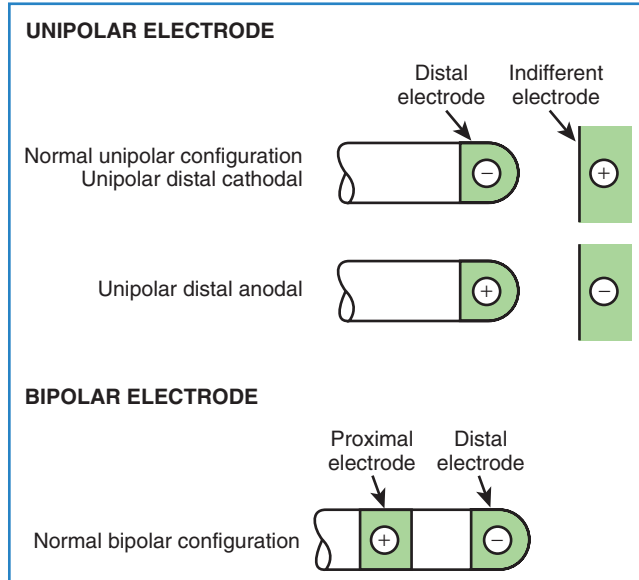 UNIPOLAR ELECTRODE
Distal
electrode
Indifferent
electrode
Normal unipolar configuration
Unipolar distal cathodal
−
+
Unipolar distal anodal
+
−
BIPOLAR ELECTRODE
Proximal
electrode
Distal
electrode
Normal bipolar configuration
+
−